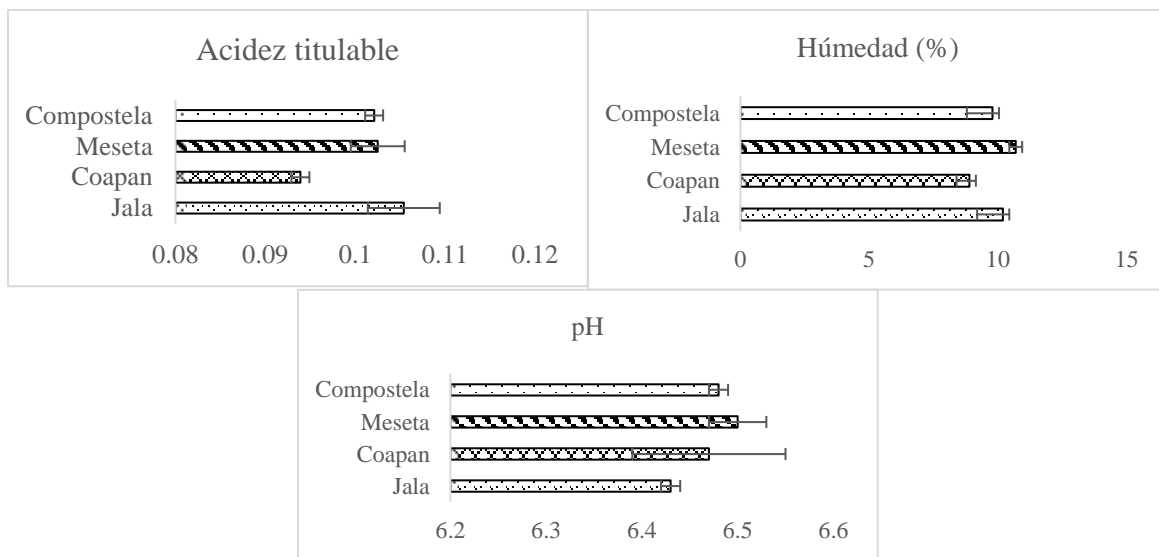 Acidez titulable
Compostela
Meseta
Coapan
Jala
0.08 0.09 0.1 0.11 0.12
Húmedad (%)
Compostela
Meseta
Coapan
Jala
0 5 10 15
pH
Compostela
Meseta
Coapan
Jala
6.2 6.3 6.4 6.5 6.6